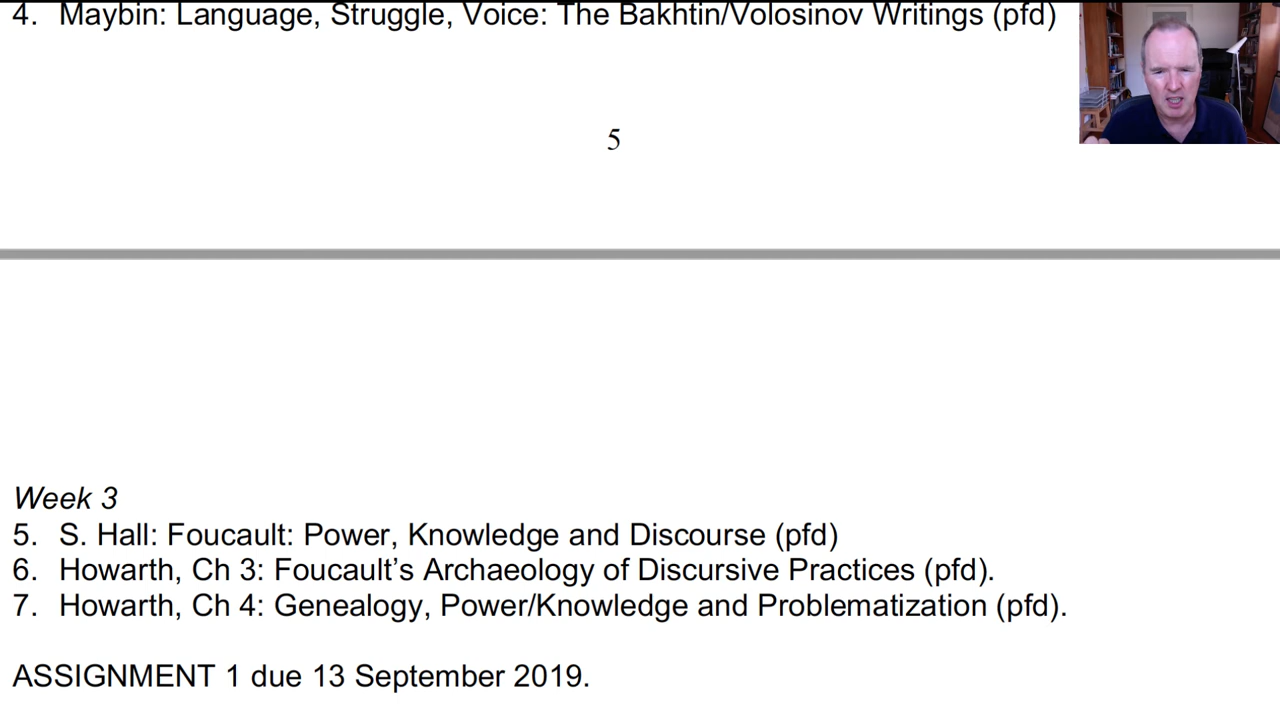 4. Maybin: Language, Struggle, Voice: The Bakhtin/Volosinov Writings (pfd)
5
Week 3
5. S. Hall: Foucault: Power, Knowledge and Discourse (pfd)
6. Howarth, Ch 3: Foucault’s Archaeology of Discursive Practices (pfd).
7. Howarth, Ch 4: Genealogy, Power/Knowledge and Problematization (pfd).
ASSIGNMENT 1 due 13 September 2019.